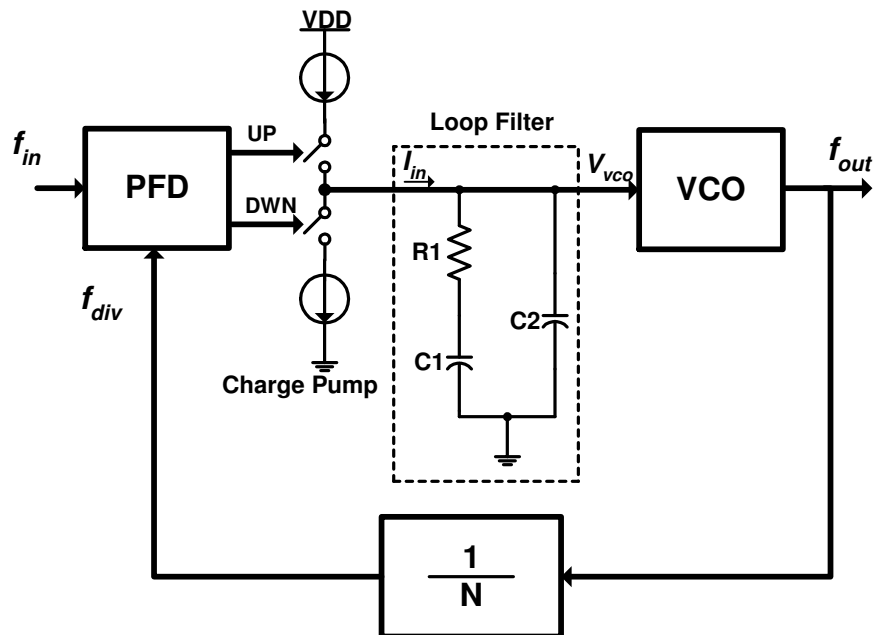 VDD
Loop Filter
f_in
UP
I_in
V_vco
f_out
PFD
VCO
DWN
R1
f_div
C2
C1
Charge Pump
1
N